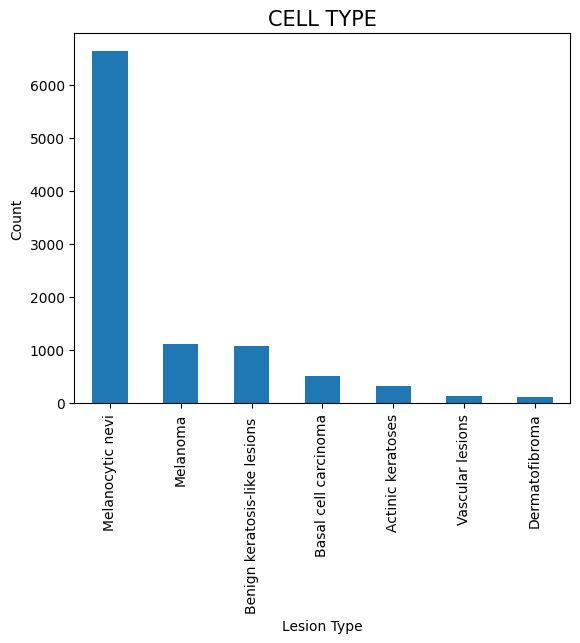 CELL TYPE
Count
6000
5000
4000
3000
2000
1000
0
Melanocytic nevi
Melanoma
Benign keratosis-like lesions
Basal cell carcinoma
Actinic keratoses
Vascular lesions
Dermatofibroma
Lesion Type